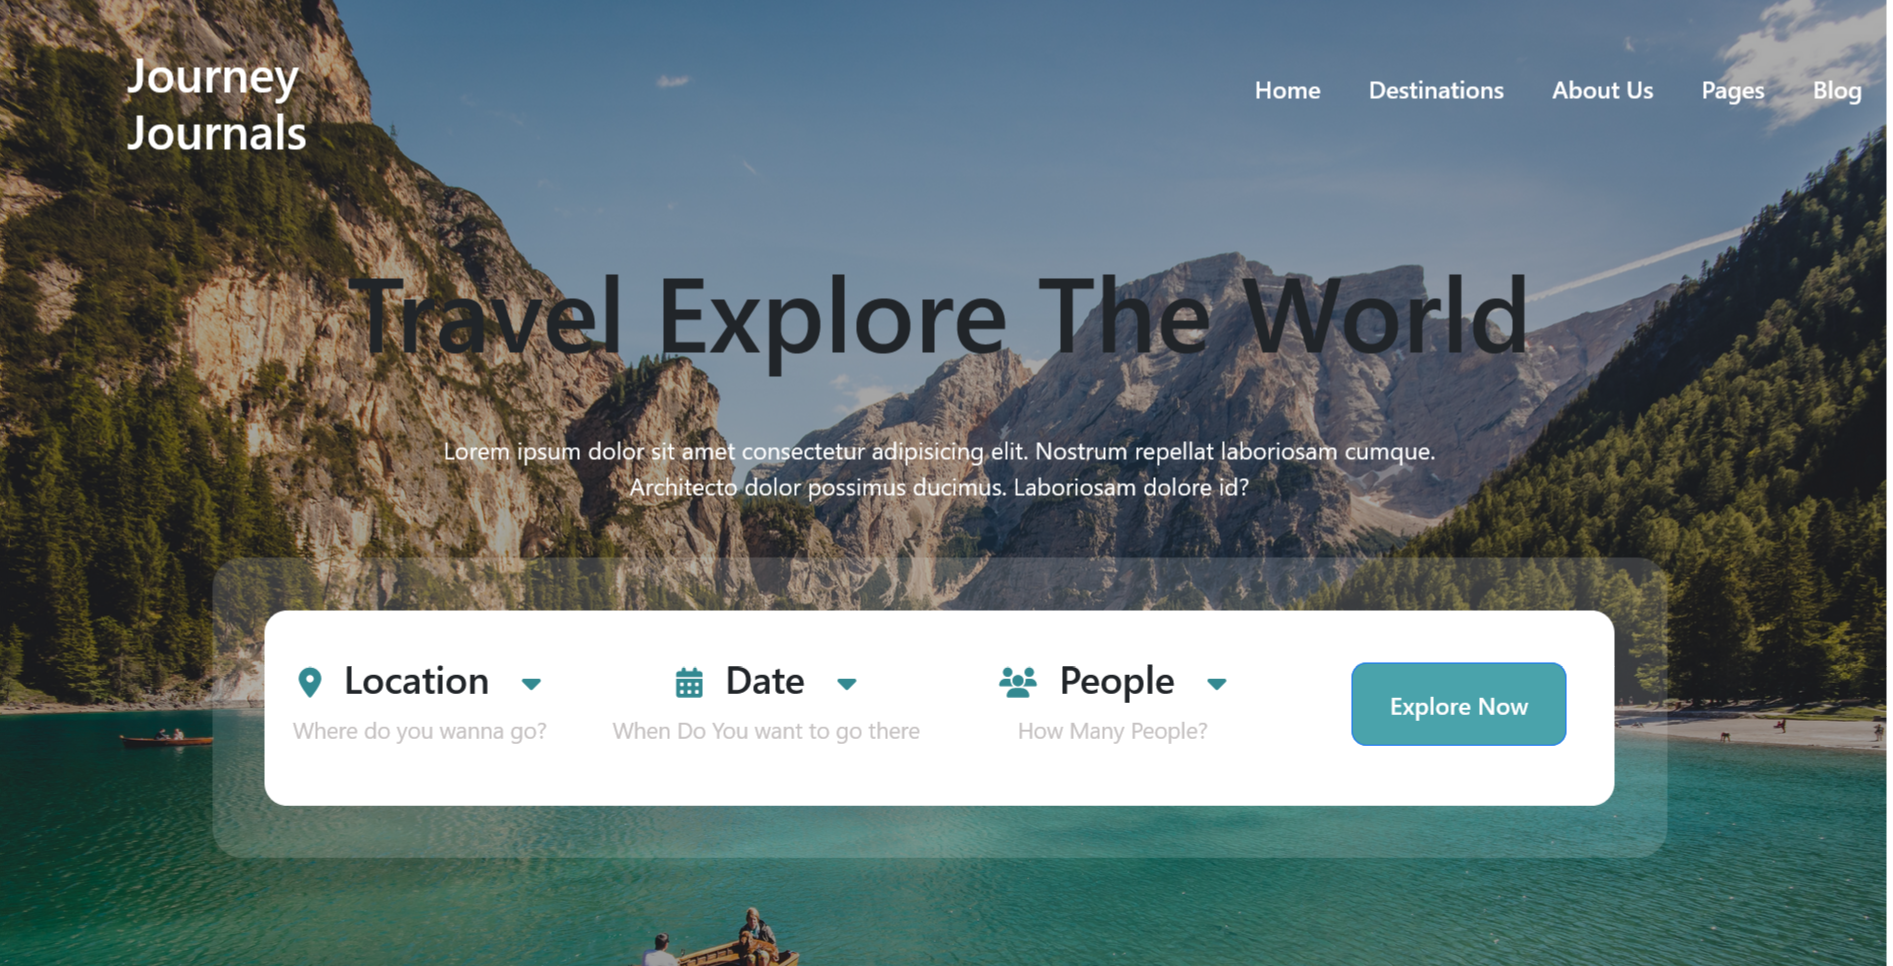 Journey
Journals
Home Destinations About Us Pages Blog
Travel Explore The World
Lorem ipsum dolor sit amet consectetur adipisicing elit. Nostrum repellat laboriosam cumque.
Architecto dolor possimus ducimus. Laboriosam dolore id?
Location
Where do you wanna go?
Date
When Do You want to go there
People
How Many People?
Explore Now